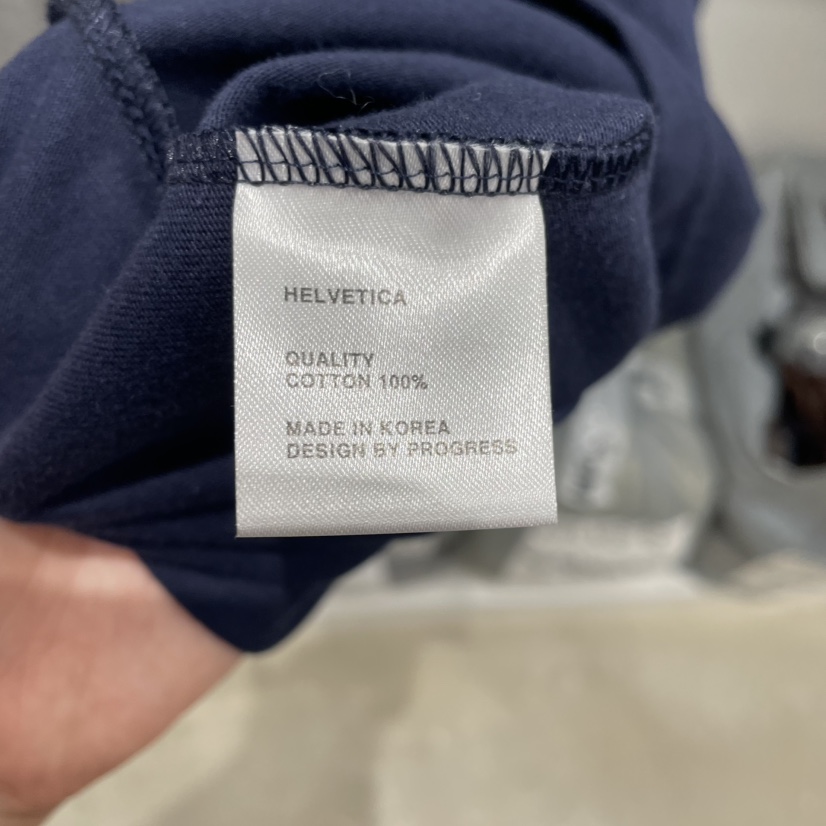 HELVETICA
QUALITY
COTTON 100%
MADE IN KOREA
DESIGN BY PROGRESS